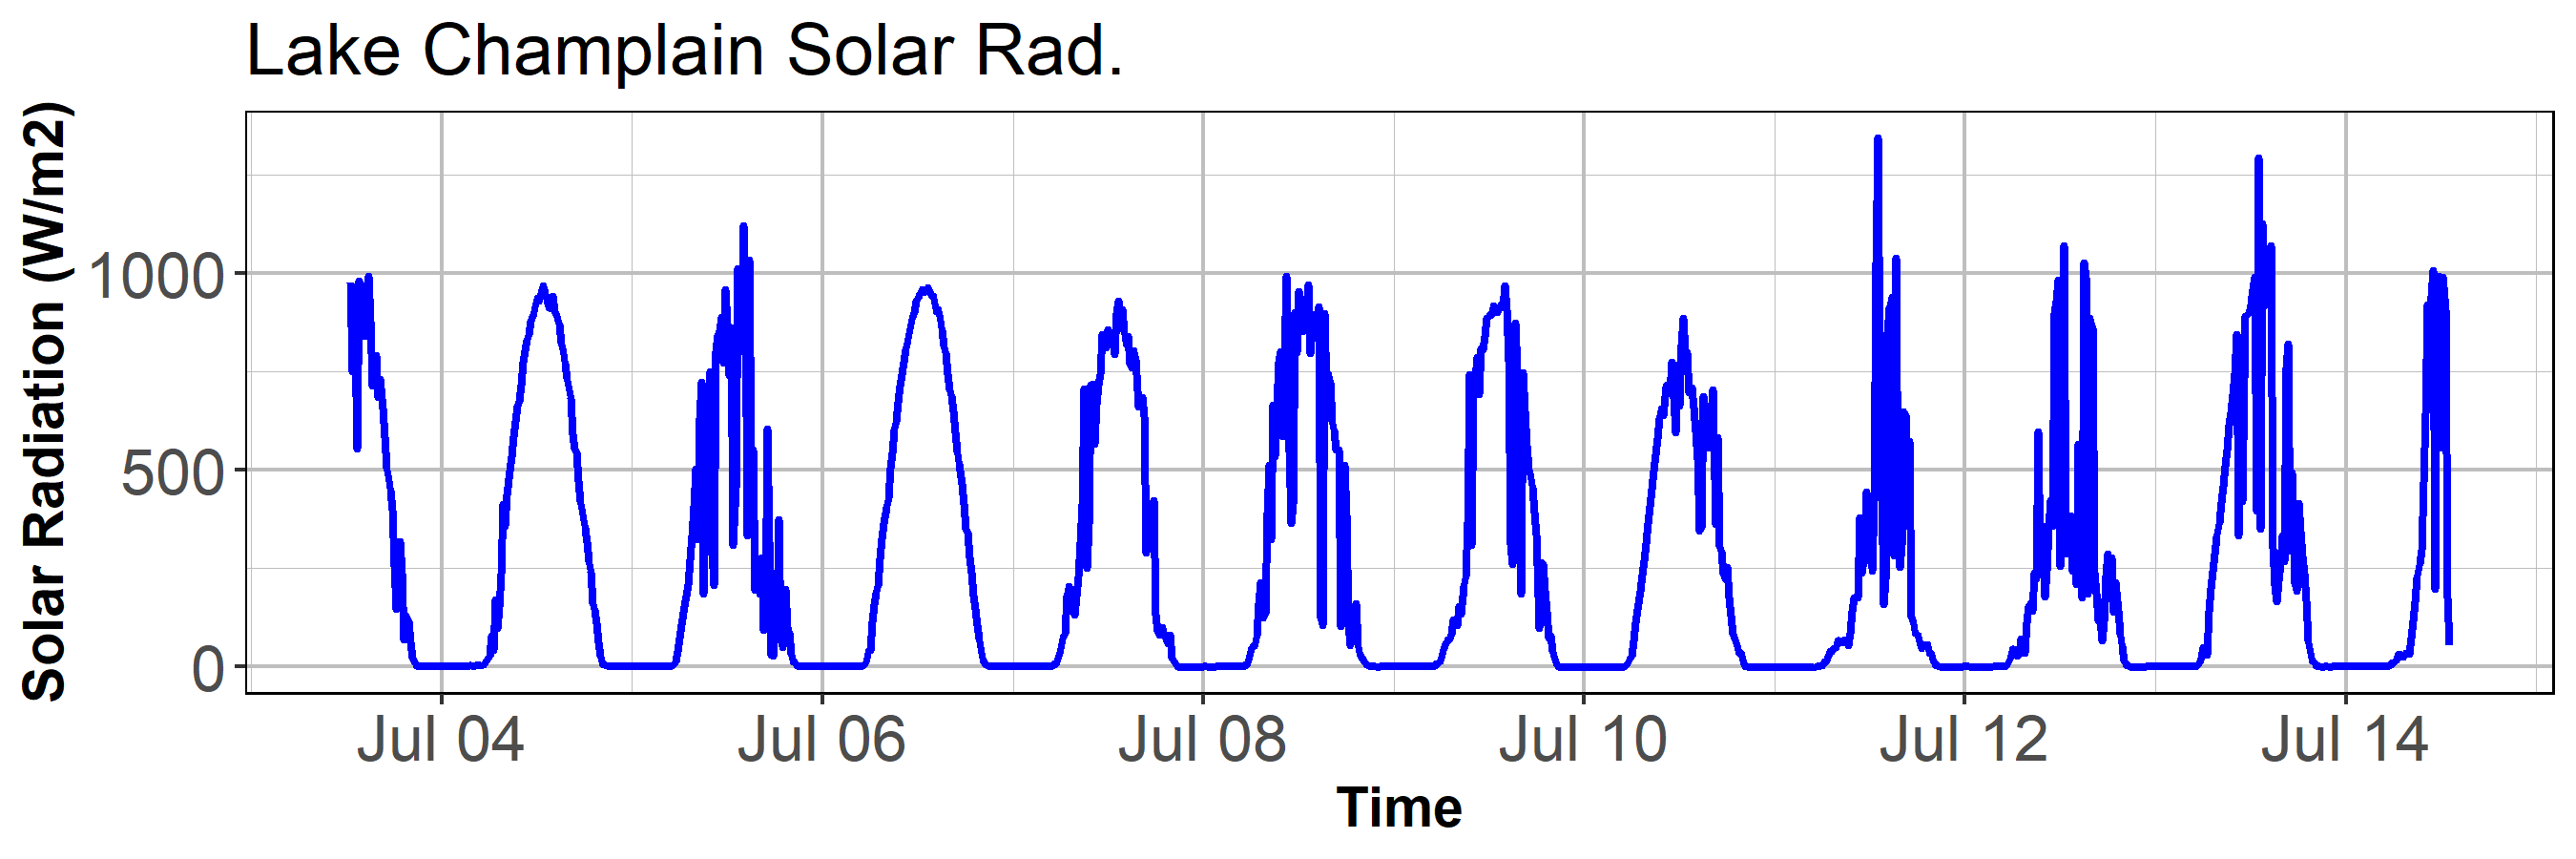 Lake Champlain Solar Rad.
Solar Radiation (W/m2)
1000
500
0
Jul 04 Jul 06 Jul 08 Jul 10 Jul 12 Jul 14
Time